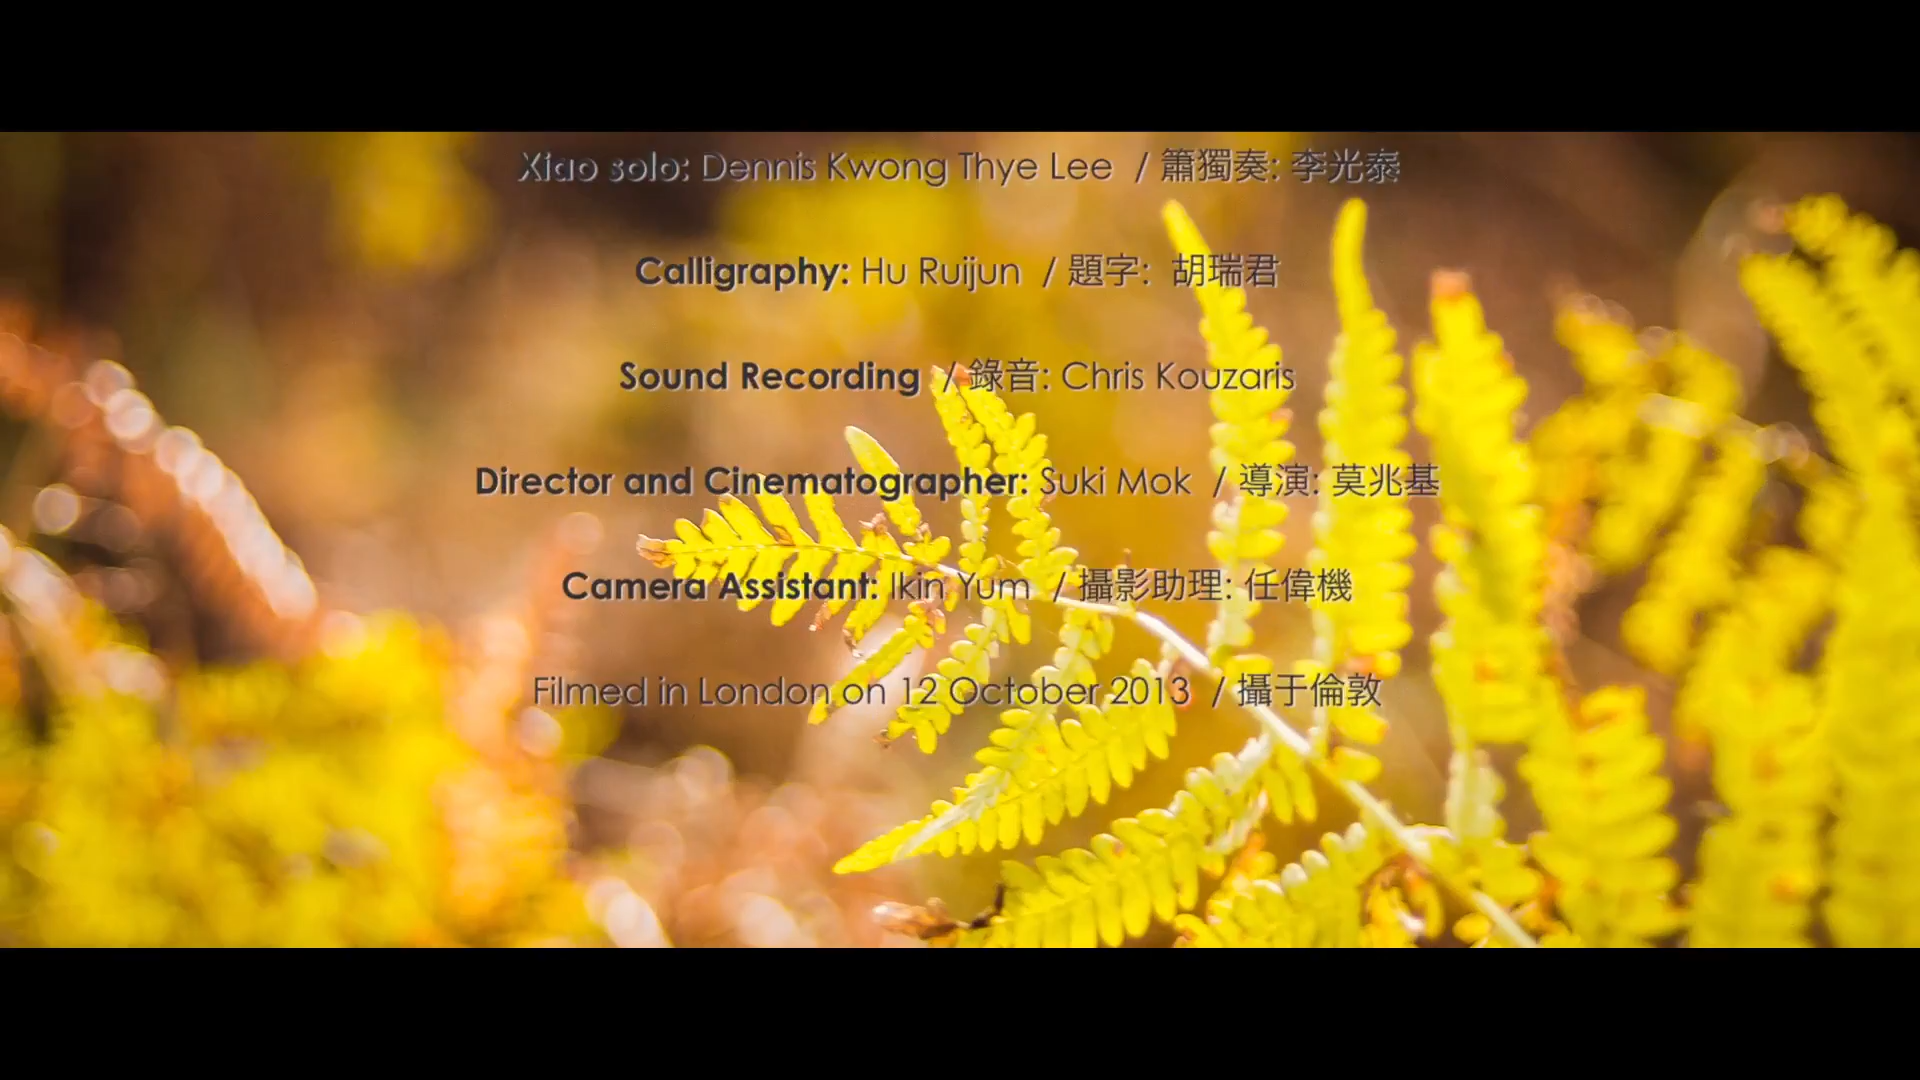 Xiao solo: Dennis Kwong Thye Lee / 簫獨奏: 李光泰
Calligraphy: Hu Ruijun / 題字: 胡瑞君
Sound Recording / 錄音: Chris Kouzaris
Director and Cinematographer: Suki Mok / 導演: 莫兆基
Camera Assistant: Ikin Yum / 攝影助理: 任偉機
Filmed in London on 12 October 2013 / 攝于倫敦